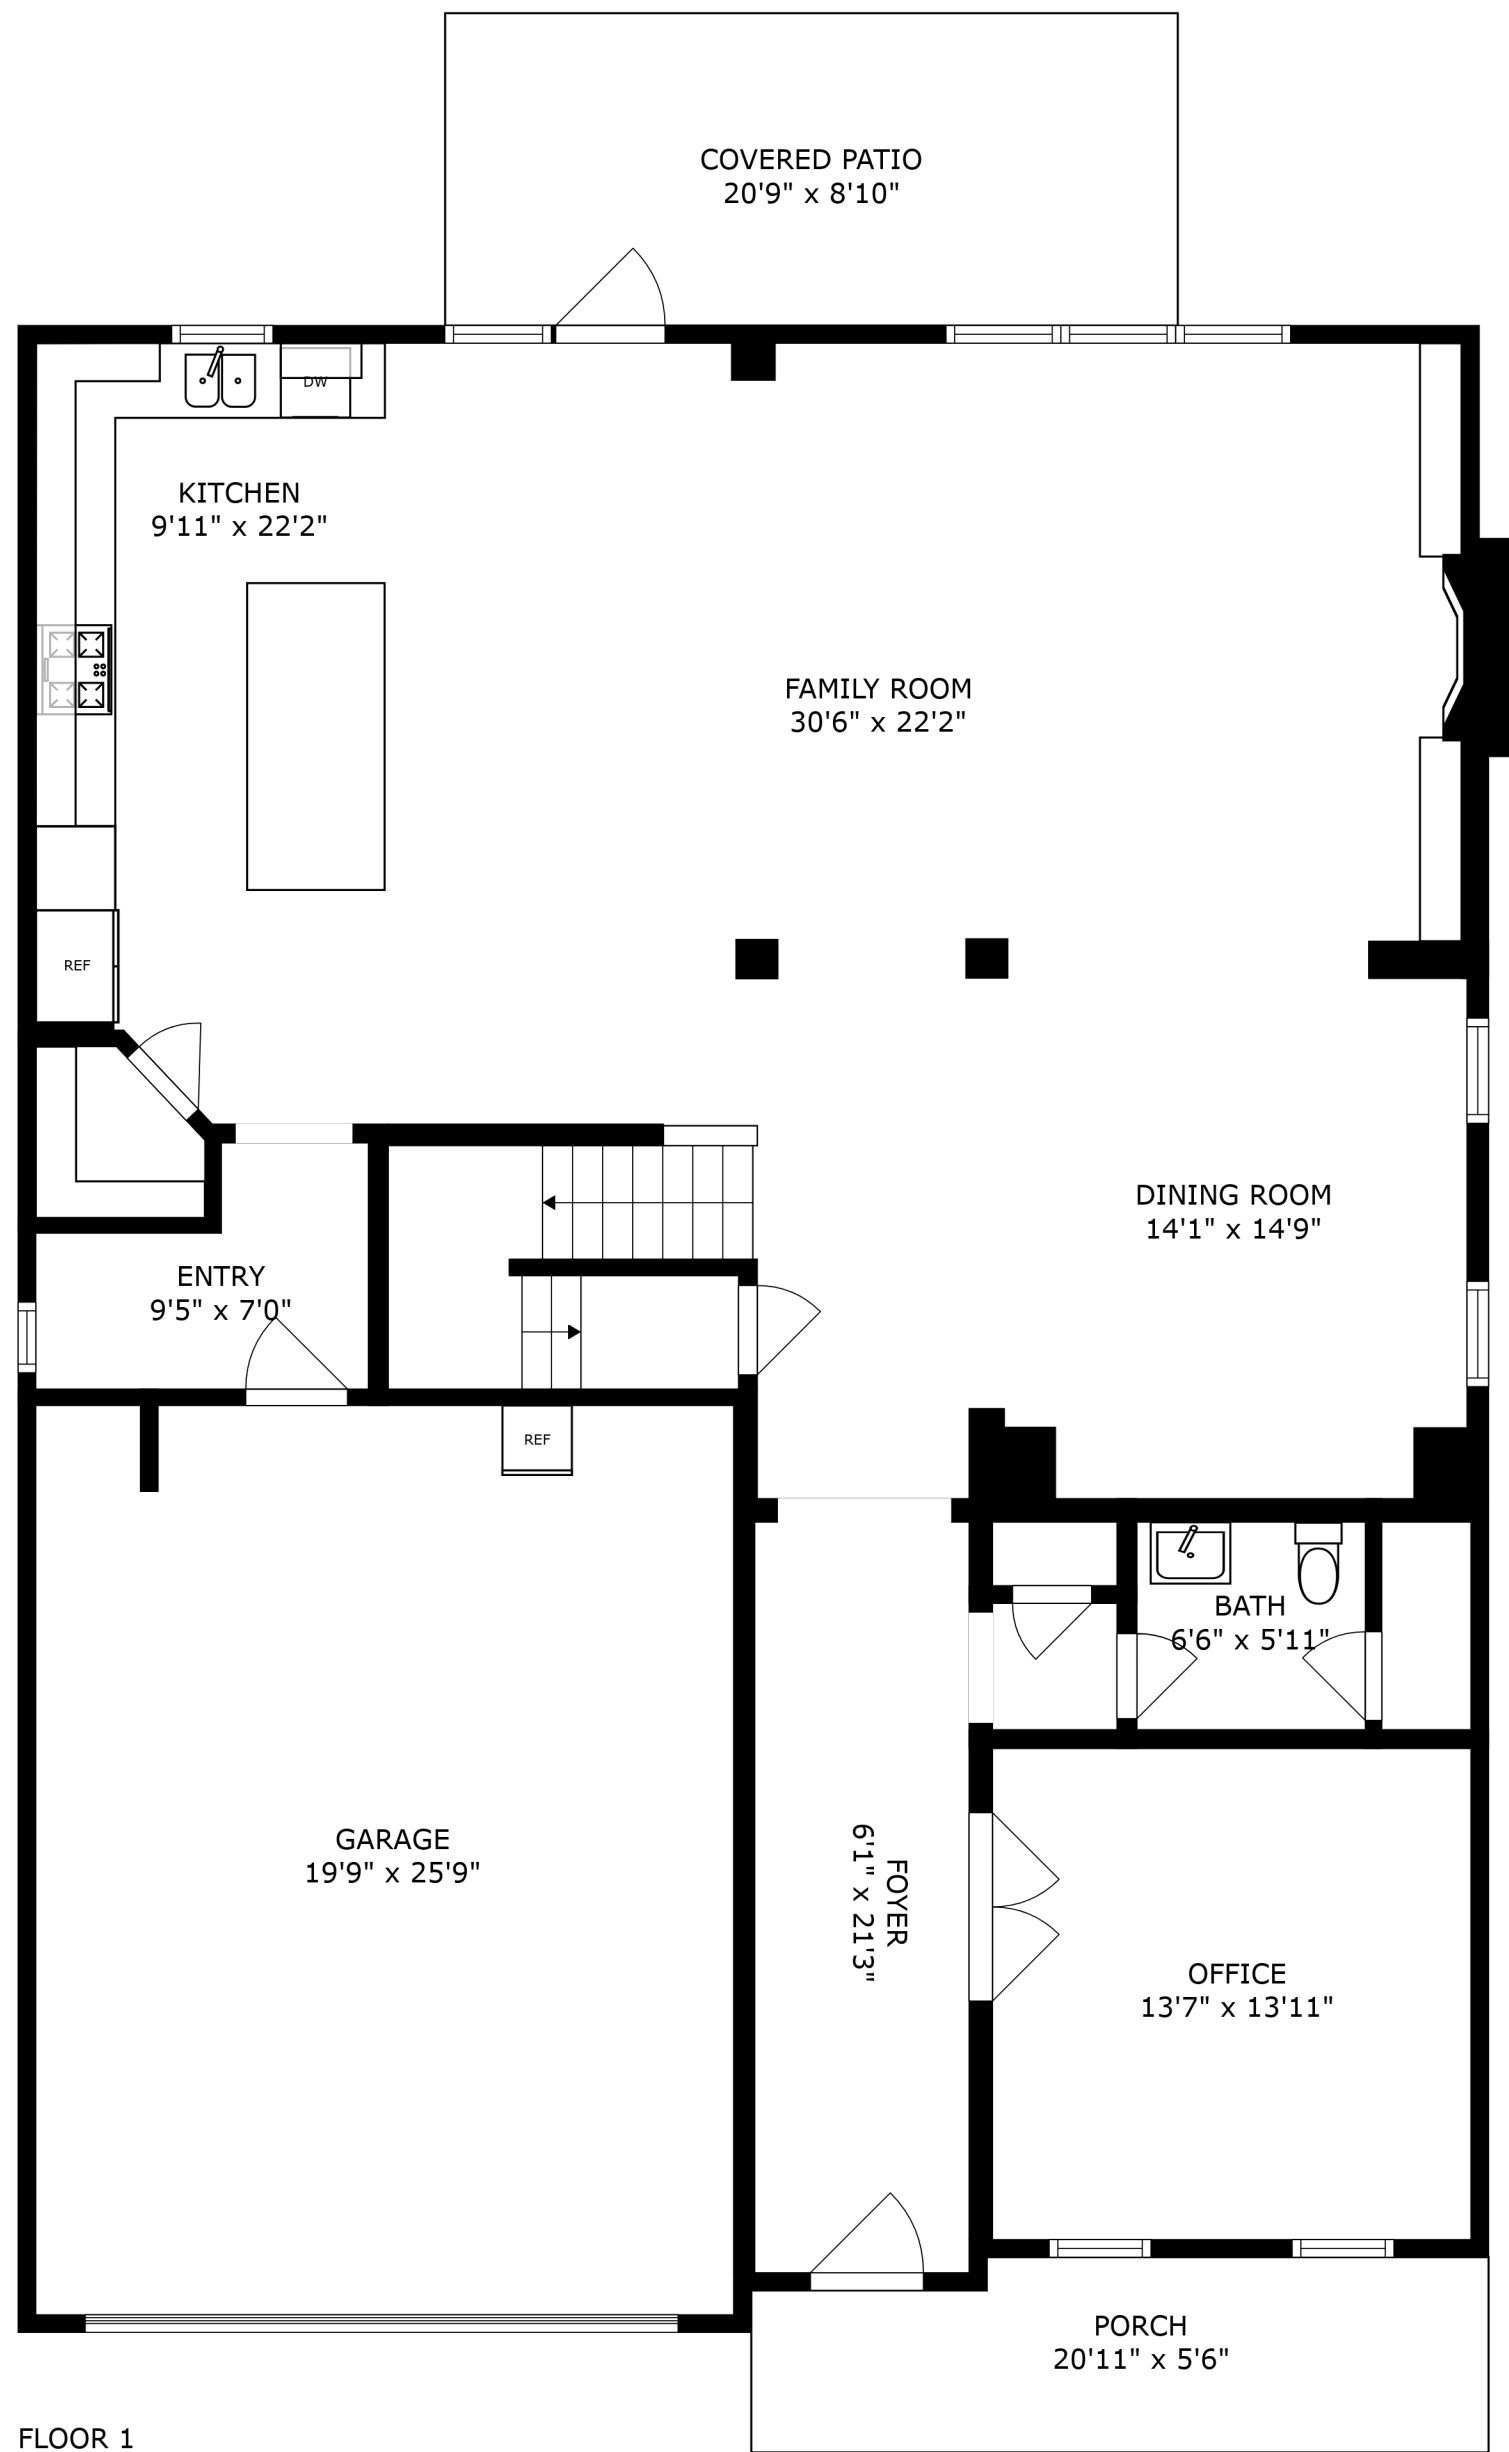 COVERED PATIO
20'9" x 8'10"
DW
KITCHEN
9'11" x 22'2"
FAMILY ROOM
30'6" x 22'2"
REF
DINING ROOM
14'1" x 14'9"
ENTRY
9'5" x 7'0"
REF
BATH
6'6" x 5'11"
GARAGE
19'9" x 25'9"
FOYER
6'1" x 21'3"
OFFICE
13'7" x 13'11"
PORCH
20'11" x 5'6"
FLOOR 1